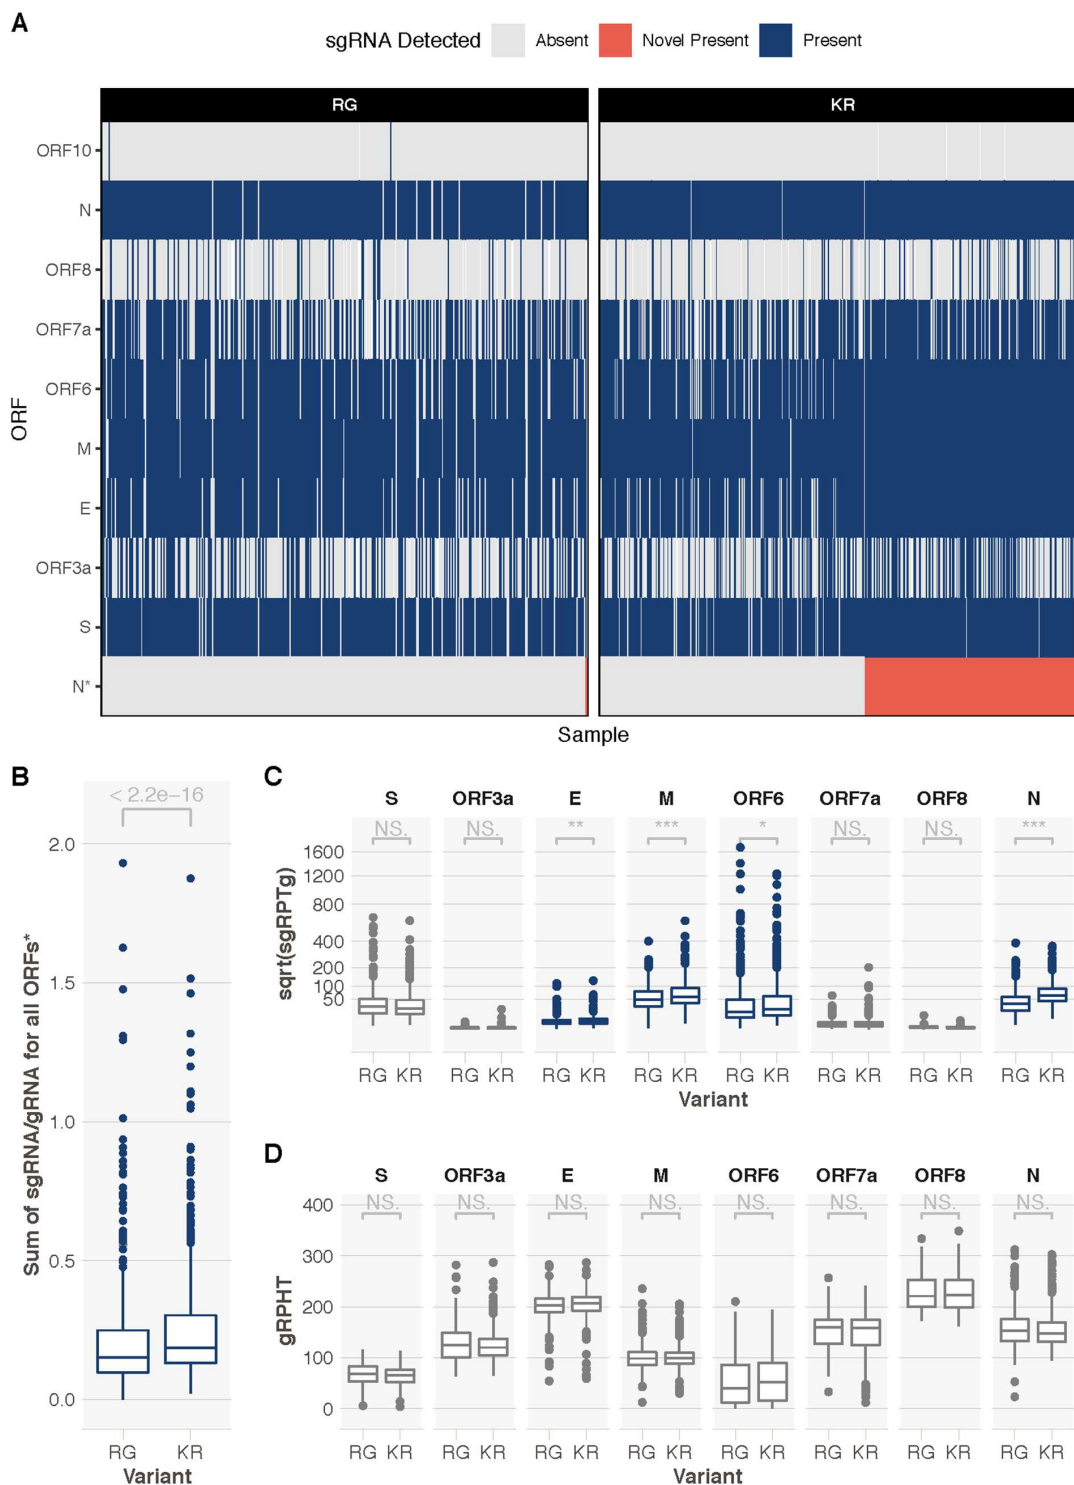 A
sgRNA Detected Absent Novel Present Present
RG KR
ORF10
N
ORF8
ORF7a
ORF6
M
E
ORF3a
S
N*
ORF
Sample
B
< 2.2e−16
2.0
1.5
1.0
0.5
0.0
Sum of sgRNA/gRNA for all ORFs*
RG KR
Variant
C
S ORF3a E M ORF6 ORF7a ORF8 N
NS. NS. ** *** * NS. NS. ***
1600
1200
800
400
200
100
50
sqrt(sgRPTg)
RG KR RG KR RG KR RG KR RG KR RG KR RG KR RG KR
Variant
D
S ORF3a E M ORF6 ORF7a ORF8 N
NS. NS. NS. NS. NS. NS. NS. NS.
400
300
200
100
0
gRPHT
RG KR RG KR RG KR RG KR RG KR RG KR RG KR RG KR
Variant